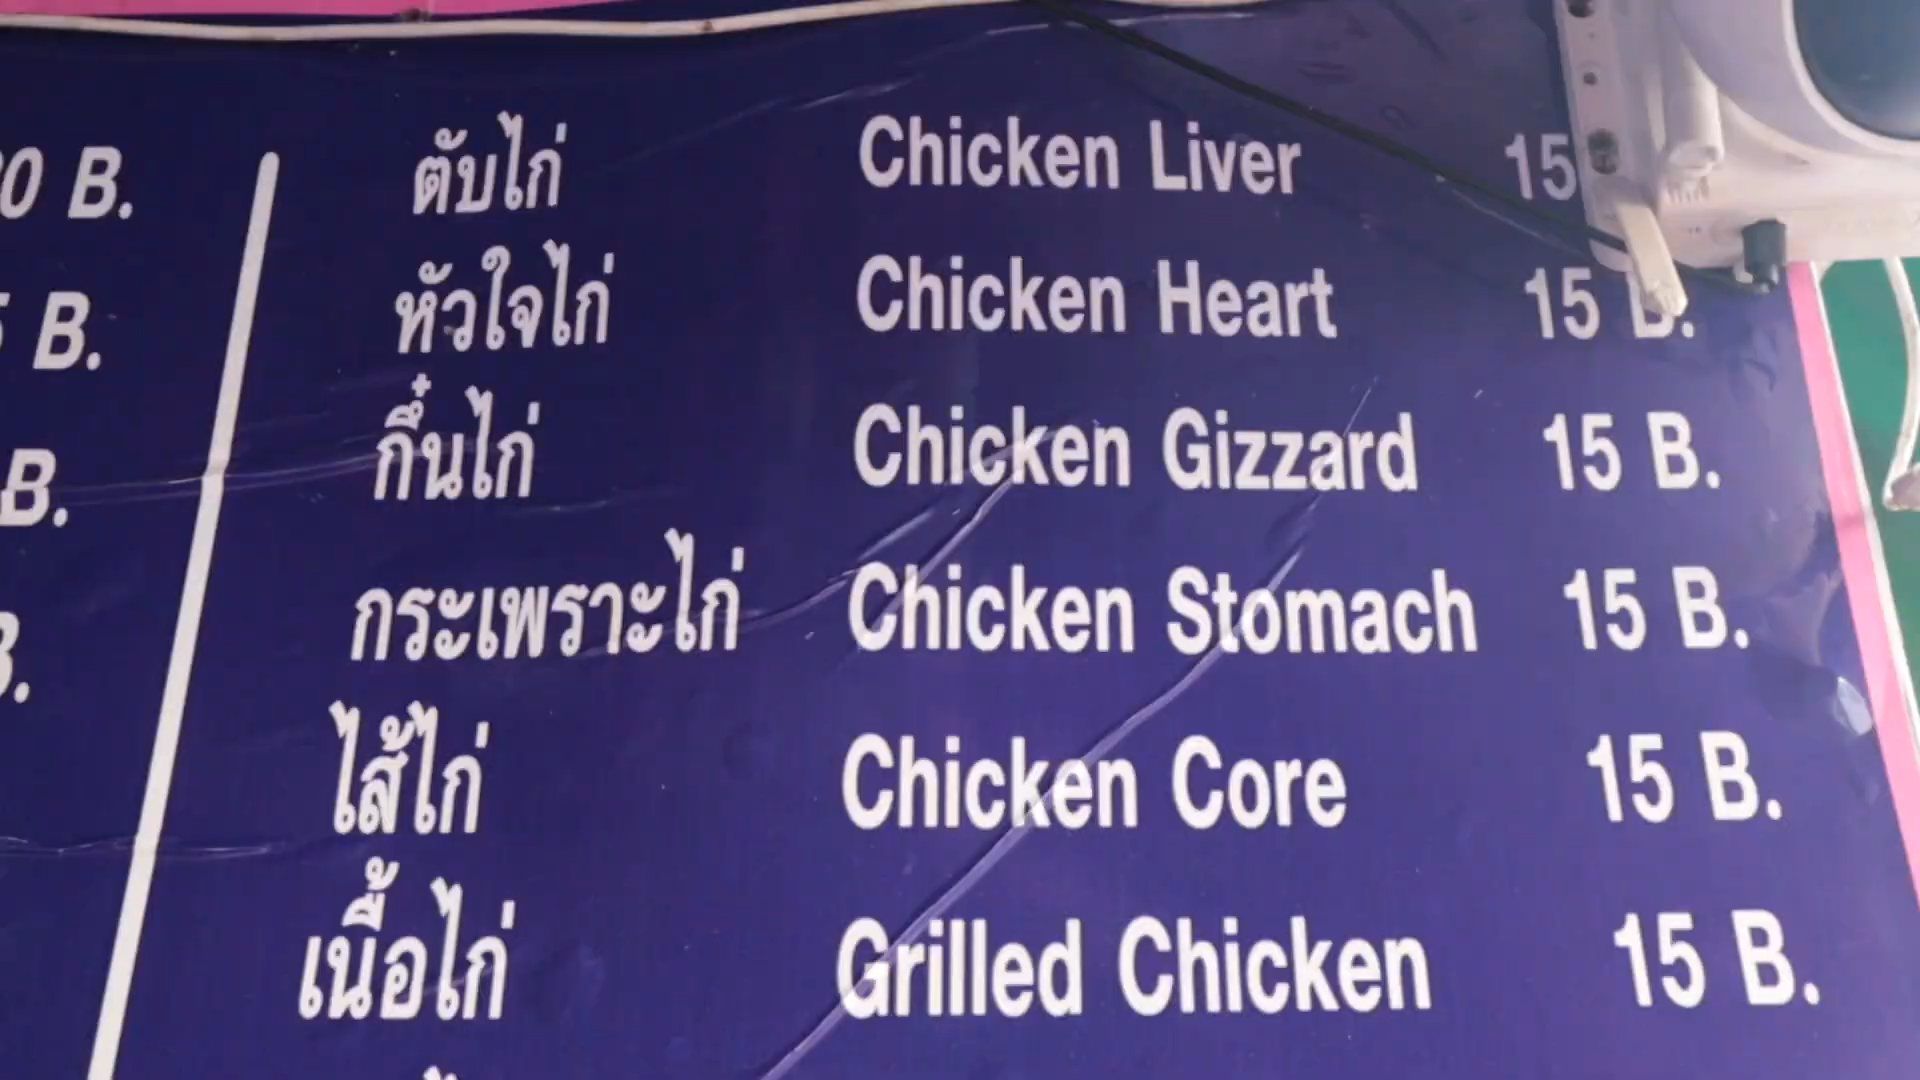 0 B.
ตับไก่ Chicken Liver 15
B.
หัวใจไก่ Chicken Heart 15 B.
B.
กึ๋นไก่ Chicken Gizzard 15 B.
กระเพราะไก่ Chicken Stomach 15 B.
ไส้ไก่ Chicken Core 15 B.
เนื้อไก่ Grilled Chicken 15 B.